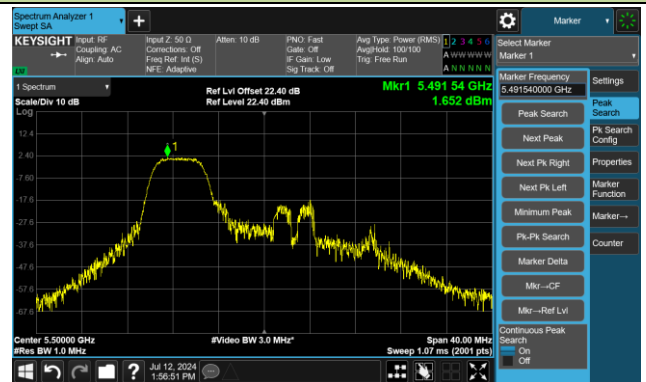 Spectrum Analyzer 1
Swept SA
+
Marker
KEYSIGHT
Input: RF
Coupling: AC
Align: Auto
Input Z: 50 Ω
Corrections: Off
Freq Ref: Int (S)
NFE: Adaptive
Atten: 10 dB
PNO: Fast
Gate: Off
IF Gain: Low
Sig Track: Off
Avg Type: Power (RMS)
Avg|Hold: 100/100
Trig: Free Run
1 2 3 4 5 6
A W W W W W
A N N N N N
LXI
Select Marker
Marker 1
1 Spectrum
Scale/Div 10 dB
Log
Ref Lvl Offset 22.40 dB
Ref Level 22.40 dBm
Mkr1 5.491 54 GHz
1.652 dBm
12.4
2.40
-7.60
-17.6
-27.6
-37.6
-47.6
-57.6
-67.6
1
Center 5.50000 GHz
#Res BW 1.0 MHz
#Video BW 3.0 MHz*
Span 40.00 MHz
Sweep 1.07 ms (2001 pts)
Marker Frequency
5.491540000 GHz
Peak Search
Next Peak
Next Pk Right
Next Pk Left
Minimum Peak
Pk-Pk Search
Marker Delta
Mkr→CF
Mkr→Ref Lvl
Continuous Peak
Search
On
Off
Settings
Peak
Search
Pk Search
Config
Properties
Marker
Function
Marker→
Counter
?
Jul 12, 2024
1:56:51 PM